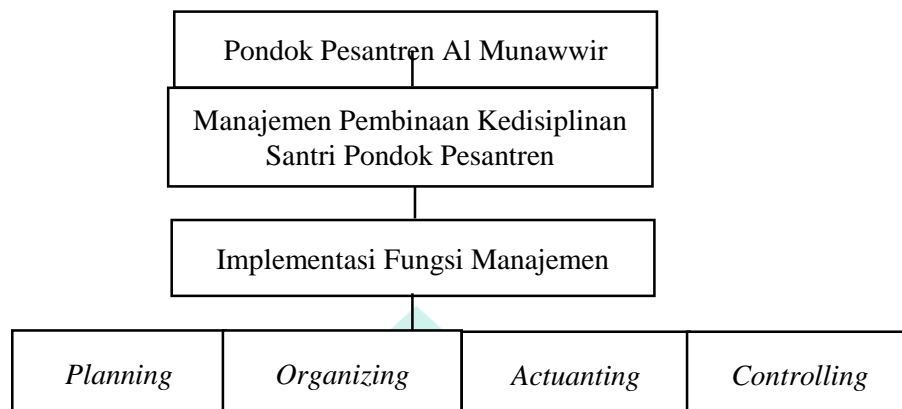 Pondok Pesantren Al Munawwir
Manajemen Pembinaan Kedisiplinan
Santri Pondok Pesantren
Implementasi Fungsi Manajemen
Planning
Organizing
Actuanting
Controlling